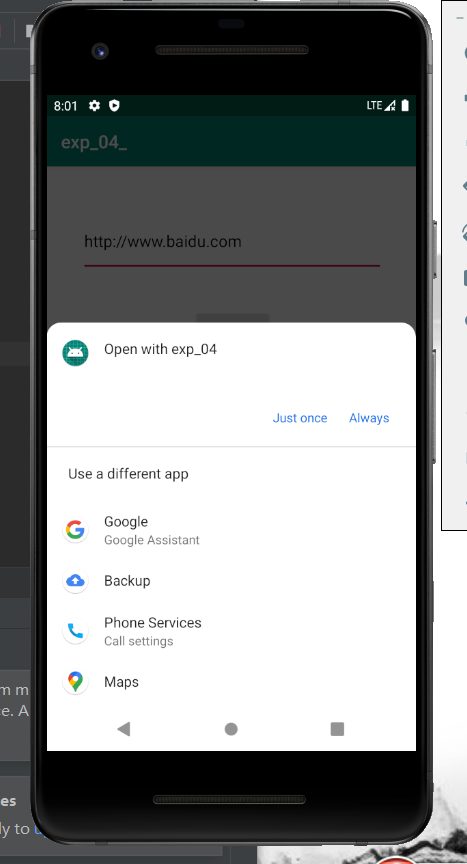 8:01
LTE
exp_04_
http://www.baidu.com
Open with exp_04
Just once
Always
Use a different app
Google
Google Assistant
Backup
Phone Services
Call settings
Maps
m m
ce. A
es
ly to